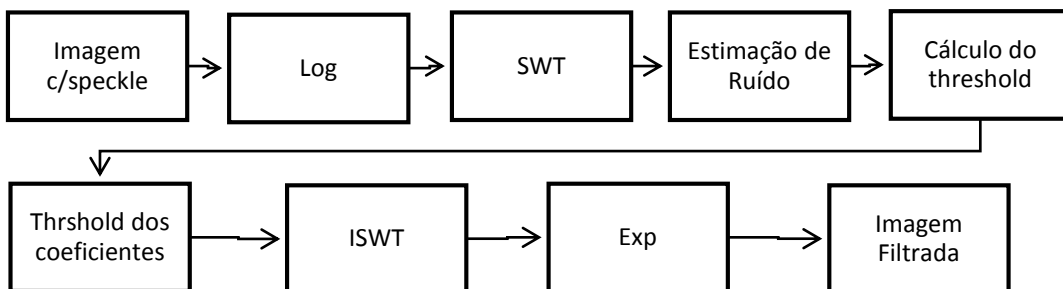 Imagem
c/speckle
Log
SWT
Estimação de
Ruído
Cálculo do
threshold
Thrshold dos
coeficientes
ISWT
Exp
Imagem
Filtrada